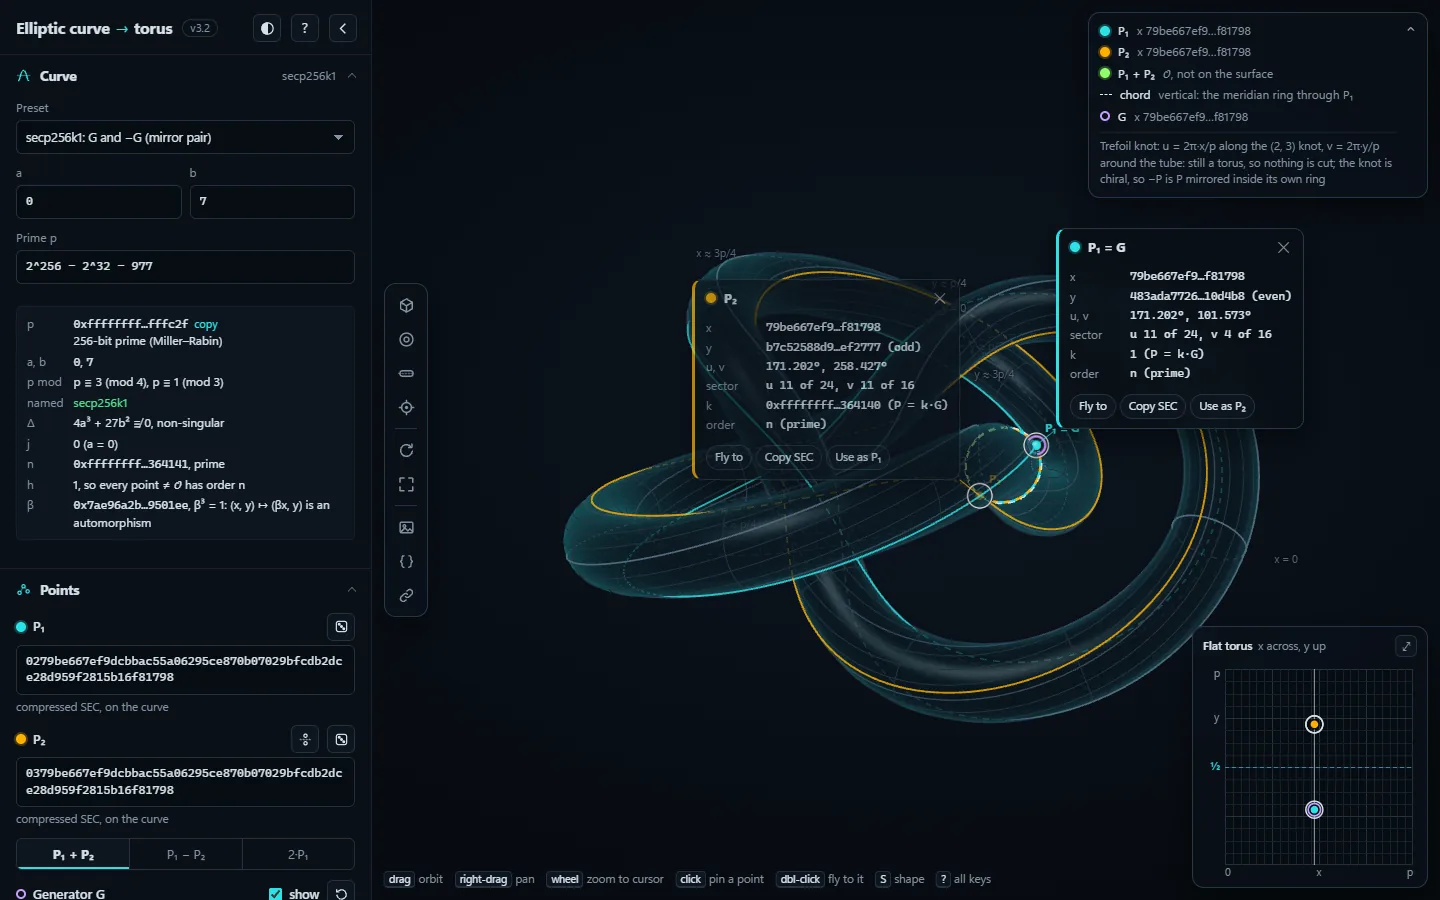 Elliptic curve → torus v3.2
?
Curve secp256k1
Preset
secp256k1: G and −G (mirror pair)
a b
0 7
Prime p
2^256 − 2^32 − 977
p 0xffffffff…fffc2f copy
256-bit prime (Miller–Rabin)
a, b 0, 7
p mod p ≡ 3 (mod 4), p ≡ 1 (mod 3)
named secp256k1
Δ 4a³ + 27b² ≢ 0, non-singular
j 0 (a = 0)
n 0xffffffff…364141, prime
h 1, so every point ≠ 𝒪 has order n
β 0x7ae96a2b…9501ee, β³ = 1: (x, y) ↦ (βx, y) is an
automorphism
Points
P₁
0279be667ef9dcbbac55a06295ce870b07029bfcdb2dc
e28d959f2815b16f81798
compressed SEC, on the curve
P₂
0379be667ef9dcbbac55a06295ce870b07029bfcdb2dc
e28d959f2815b16f81798
compressed SEC, on the curve
P₁ + P₂ P₁ − P₂ 2·P₁
Generator G show
P₁ x 79be667ef9…f81798
P₂ x 79be667ef9…f81798
P₁ + P₂ 𝒪, not on the surface
chord vertical: the meridian ring through P₁
G x 79be667ef9…f81798
Trefoil knot: u = 2π·x/p along the (2, 3) knot, v = 2π·y/p
around the tube: still a torus, so nothing is cut; the knot is
chiral, so −P is P mirrored inside its own ring
x ≈ 3p/4
P₂
x 79be667ef9…f81798
y b7c52588d9…ef2777 (odd)
u, v 171.202°, 258.427°
sector u 11 of 24, v 11 of 16
k 0xffffffff…364140 (P = k·G)
order n (prime)
Fly to Copy SEC Use as P₁
y ≈ 3p/4
P₁ = G
x 79be667ef9…f81798
y 483ada7726…10d4b8 (even)
u, v 171.202°, 101.573°
sector u 11 of 24, v 4 of 16
k 1 (P = k·G)
order n (prime)
Fly to Copy SEC Use as P₂
P₁ = G
x = 0
Flat torus x across, y up
p
y
½
0 x p
drag orbit right-drag pan wheel zoom to cursor click pin a point dbl-click fly to it S shape ? all keys